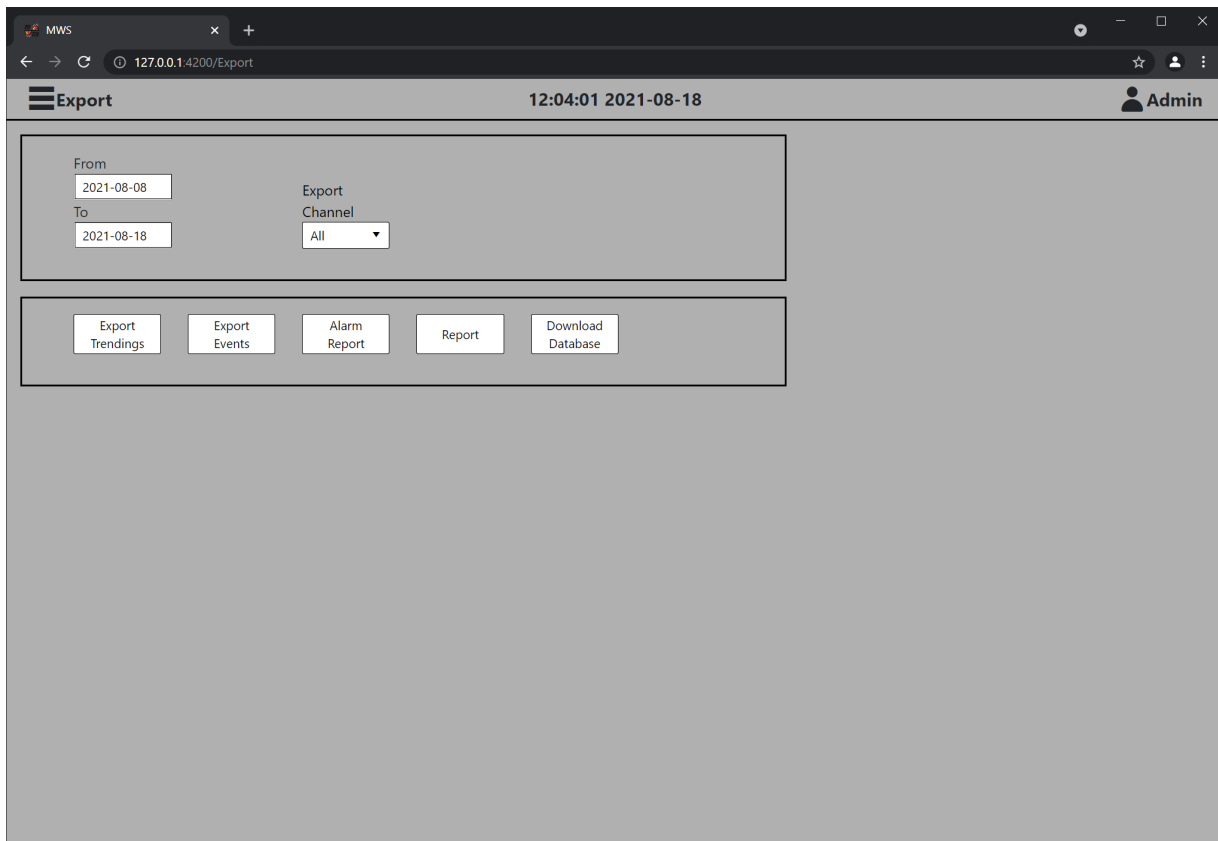 MWS
127.0.0.1:4200/Export
Export
12:04:01 2021-08-18
Admin
From
2021-08-08
To
2021-08-18
Export
Channel
All
Export
Trendings
Export
Events
Alarm
Report
Report
Download
Database